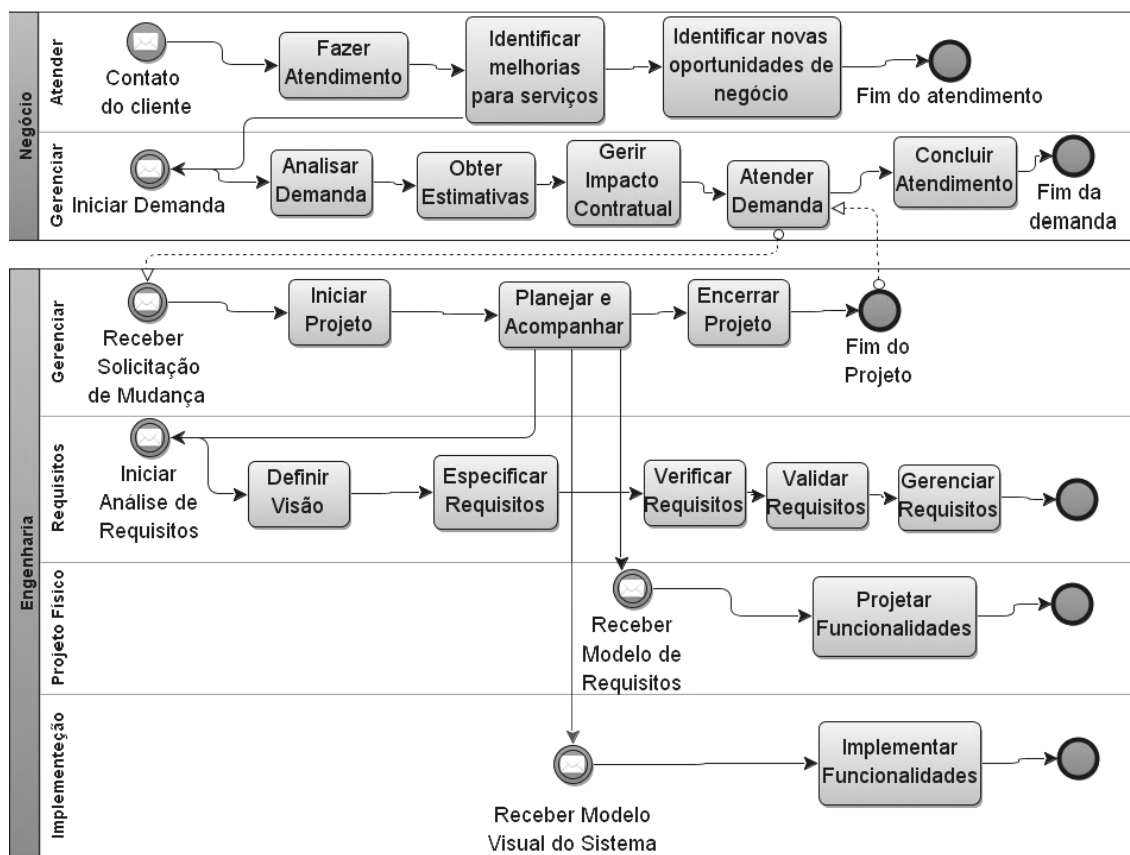 Negócio
Atender
Contato
do cliente
Fazer
Atendimento
Identificar
melhorias
para serviços
Identificar novas
oportunidades de
negócio
Fim do atendimento
Gerenciar
Iniciar Demanda
Analisar
Demanda
Obter
Estimativas
Gerir
Impacto
Contratual
Atender
Demanda
Concluir
Atendimento
Fim da
demanda
Engenharia
Gerenciar
Receber
Solicitação
de Mudança
Iniciar
Projeto
Planejar e
Acompanhar
Encerrar
Projeto
Fim do
Projeto
Requisitos
Iniciar
Análise de
Requisitos
Definir
Visão
Especificar
Requisitos
Verificar
Requisitos
Validar
Requisitos
Gerenciar
Requisitos
Projeto Físico
Receber
Modelo de
Requisitos
Projetar
Funcionalidades
Implementeção
Receber Modelo
Visual do Sistema
Implementar
Funcionalidades